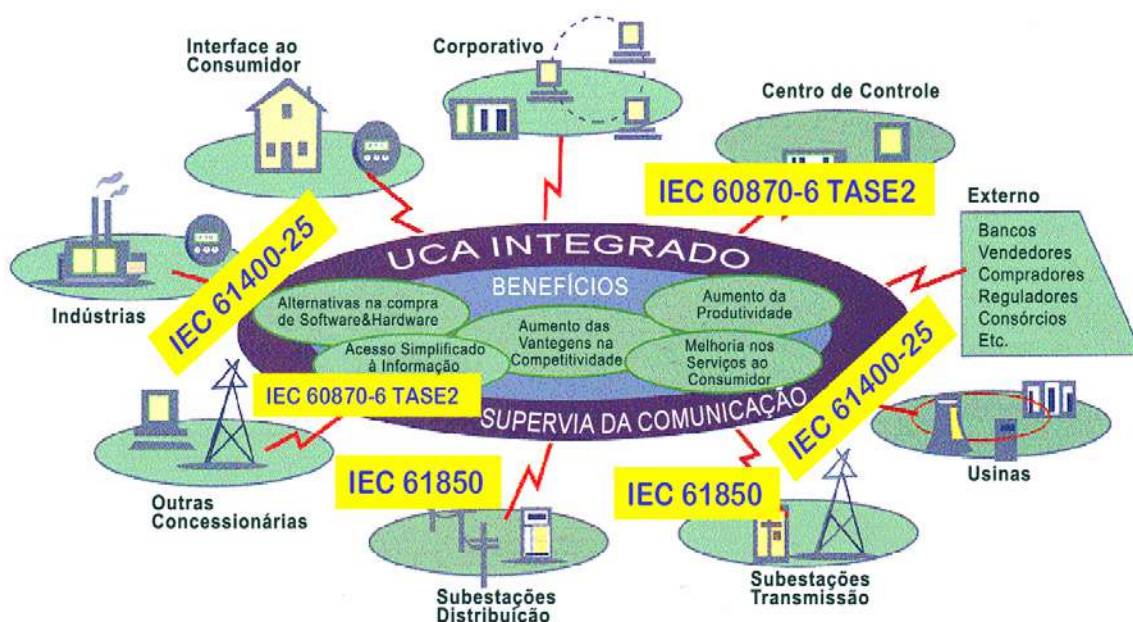 Interface ao
Consumidor
Corporativo
Centro de Controle
IEC 60870-6 TASE2
Externo
Bancos
Vendedores
Compradores
Reguladores
Consórcios
Etc.
Indústrias
IEC 61400-25
UCA INTEGRADO
BENEFÍCIOS
Alternativas na compra
de Software&Hardware
Aumento da
Produtividade
Aumento das
Vantegens na
Competitividade
Acesso Simplificado
à Informação
Melhoria nos
Serviços ao
Consumidor
IEC 60870-6 TASE2
SUPERVIA DA COMUNICAÇÃO
IEC 61400-25
Usinas
Outras
Concessionárias
IEC 61850
IEC 61850
Subestações
Distribuição
Subestações
Transmissão